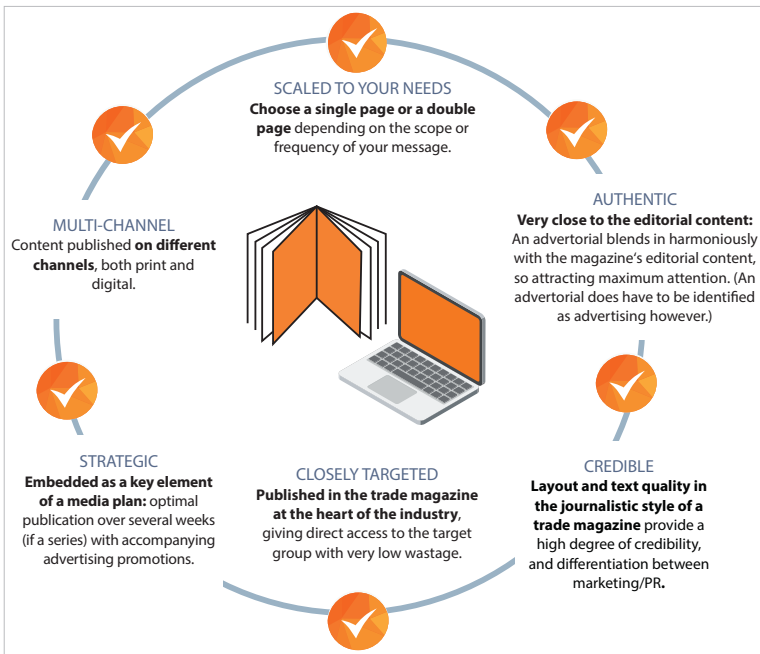 SCALED TO YOUR NEEDS
Choose a single page or a double
page depending on the scope or
frequency of your message.
AUTHENTIC
Very close to the editorial content:
An advertorial blends in harmoniously
with the magazine's editorial content,
so attracting maximum attention. (An
advertorial does have to be identified
as advertising however.)
MULTI-CHANNEL
Content published on different
channels, both print and
digital.
STRATEGIC
Embedded as a key element
of a media plan: optimal
publication over several weeks
(if a series) with accompanying
advertising promotions.
CLOSELY TARGETED
Published in the trade magazine
at the heart of the industry,
giving direct access to the target
group with very low wastage.
CREDIBLE
Layout and text quality in
the journalistic style of a
trade magazine provide a
high degree of credibility,
and differentiation between
marketing/PR.